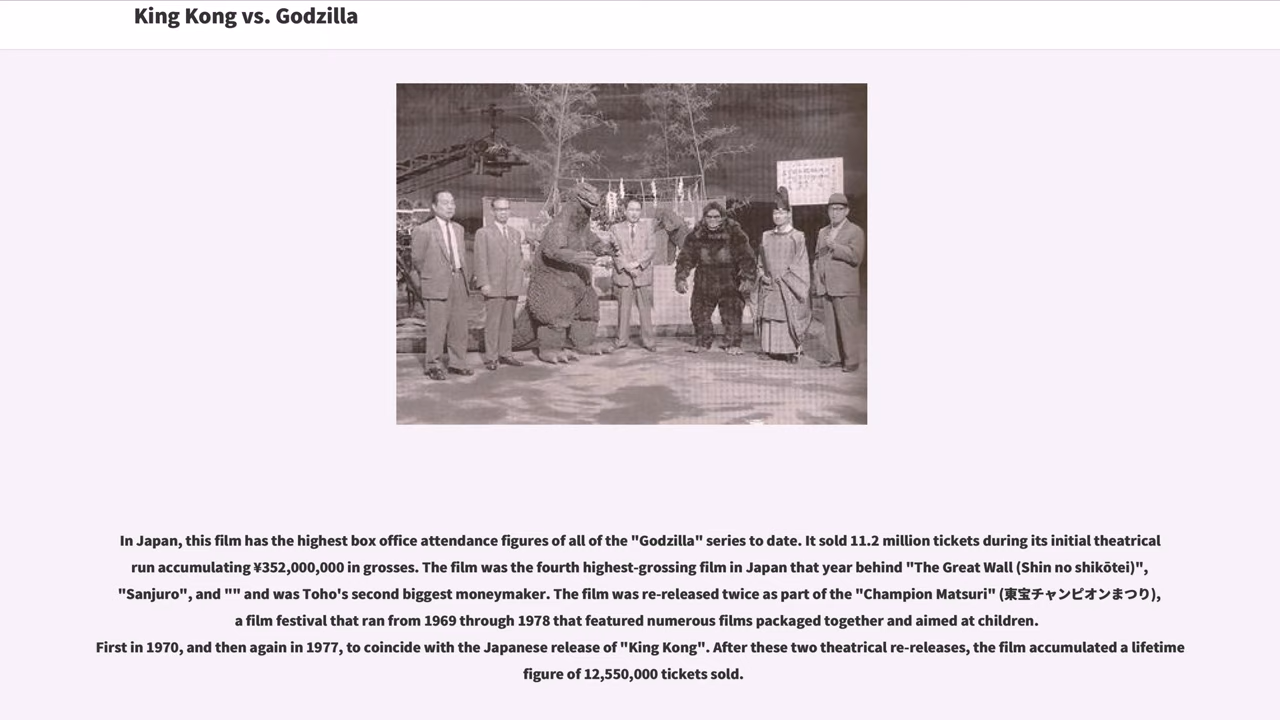 King Kong vs. Godzilla
In Japan, this film has the highest box office attendance figures of all of the "Godzilla" series to date. It sold 11.2 million tickets during its initial theatrical
run accumulating ¥352,000,000 in grosses. The film was the fourth highest-grossing film in Japan that year behind "The Great Wall (Shin no shikōtei)",
"Sanjuro", and "" and was Toho's second biggest moneymaker. The film was re-released twice as part of the "Champion Matsuri" (東宝チャンピオンまつり),
a film festival that ran from 1969 through 1978 that featured numerous films packaged together and aimed at children.
First in 1970, and then again in 1977, to coincide with the Japanese release of "King Kong". After these two theatrical re-releases, the film accumulated a lifetime
figure of 12,550,000 tickets sold.